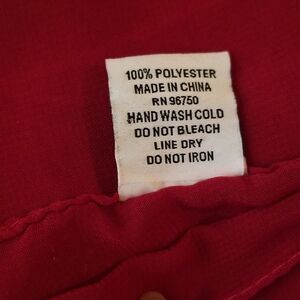 100% POLYESTER
MADE IN CHINA
RN 96750
HAND WASH COLD
DO NOT BLEACH
LINE DRY
DO NOT IRON